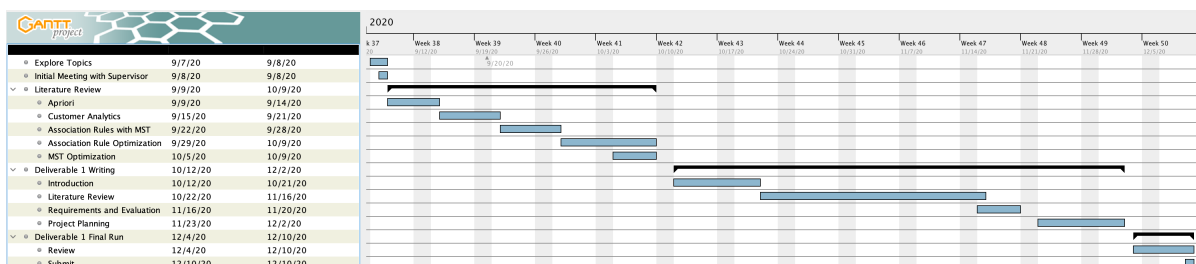 GANTT project
2020
k 37 Week 38 Week 39 Week 40 Week 41 Week 42 Week 43 Week 44 Week 45 Week 46 Week 47 Week 48 Week 49 Week 50
20 9/12/20 9/19/20 9/26/20 10/3/20 10/10/20 10/17/20 10/24/20 10/31/20 11/7/20 11/14/20 11/21/20 11/28/20 12/5/20
9/20/20
Explore Topics 9/7/20 9/8/20
Initial Meeting with Supervisor 9/8/20 9/8/20
Literature Review 9/9/20 10/9/20
Apriori 9/9/20 9/14/20
Customer Analytics 9/15/20 9/21/20
Association Rules with MST 9/22/20 9/28/20
Association Rule Optimization 9/29/20 10/9/20
MST Optimization 10/5/20 10/9/20
Deliverable 1 Writing 10/12/20 12/2/20
Introduction 10/12/20 10/21/20
Literature Review 10/22/20 11/16/20
Requirements and Evaluation 11/16/20 11/20/20
Project Planning 11/23/20 12/2/20
Deliverable 1 Final Run 12/4/20 12/10/20
Review 12/4/20 12/10/20
Submit 12/10/20 12/10/20